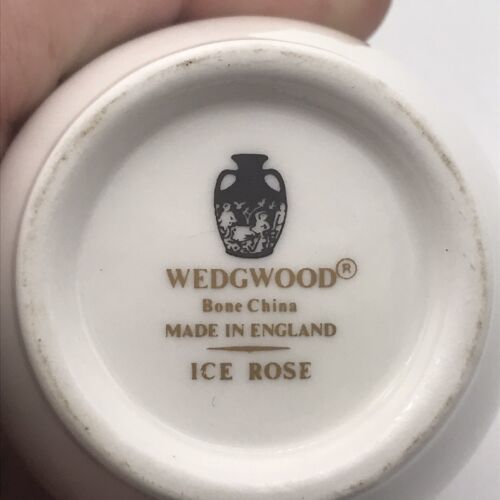 WEDGWOOD®
Bone China
MADE IN ENGLAND
ICE ROSE